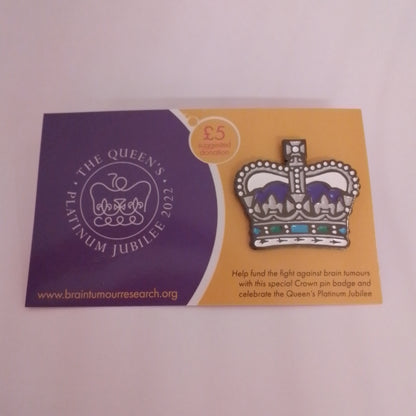 THE QUEEN'S
PLATINUM JUBILEE 2022
70
www.braintumourresearch.org
£5
suggested
donation
Help fund the fight against brain tumours
with this special Crown pin badge and
celebrate the Queen's Platinum Jubilee